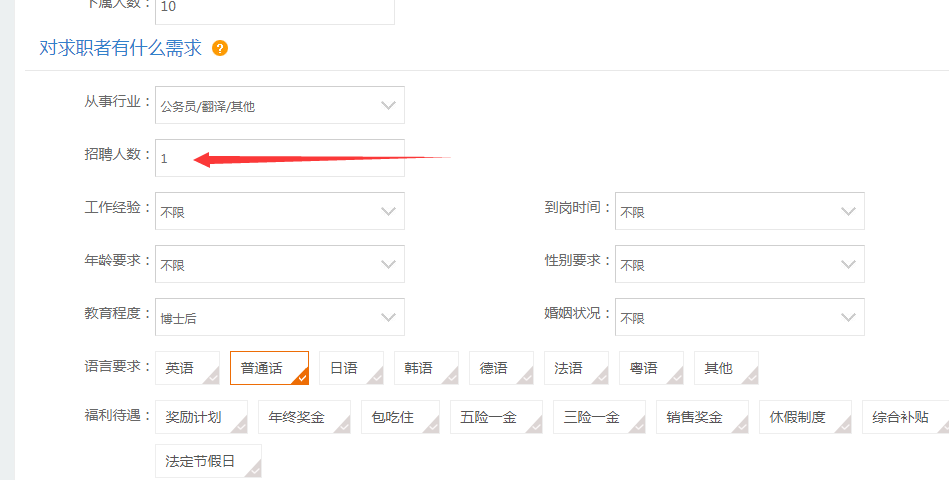 下属人数： 10
对求职者有什么需求 ?
从事行业： 公务员/翻译/其他
招聘人数： 1
工作经验： 不限 到岗时间： 不限
年龄要求： 不限 性别要求： 不限
教育程度： 博士后 婚姻状况： 不限
语言要求： 英语 普通话 日语 韩语 德语 法语 粤语 其他
福利待遇： 奖励计划 年终奖金 包吃住 五险一金 三险一金 销售奖金 休假制度 综合补贴
法定节假日